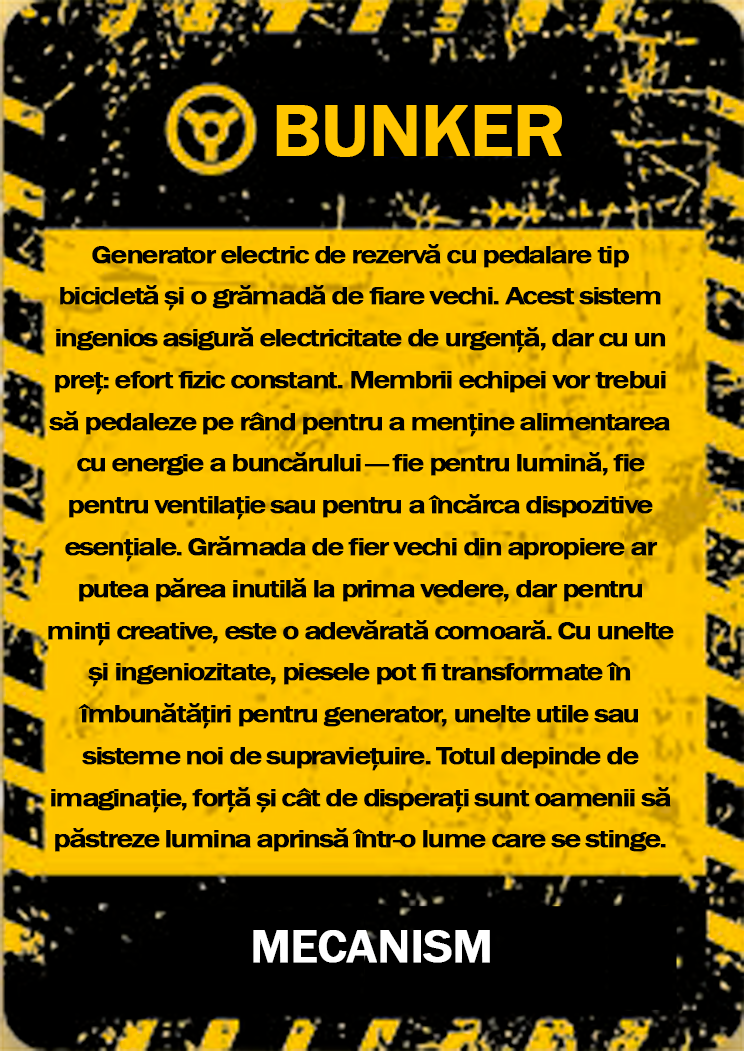 BUNKER
Generator electric de rezervă cu pedalare tip
bicicletă și o grămadă de fiare vechi. Acest sistem
ingenios asigură electricitate de urgență, dar cu un
preț: efort fizic constant. Membrii echipei vor trebui
să pedaleze pe rând pentru a menține alimentarea
cu energie a buncărului — fie pentru lumină, fie
pentru ventilație sau pentru a încărca dispozitive
esențiale. Grămada de fier vechi din apropiere ar
putea părea inutilă la prima vedere, dar pentru
minți creative, este o adevărată comoară. Cu unelte
și ingeniozitate, piesele pot fi transformate în
îmbunătățiri pentru generator, unelte utile sau
sisteme noi de supraviețuire. Totul depinde de
imaginație, forță și cât de disperați sunt oamenii să
păstreze lumina aprinsă într-o lume care se stinge.
MECANISM